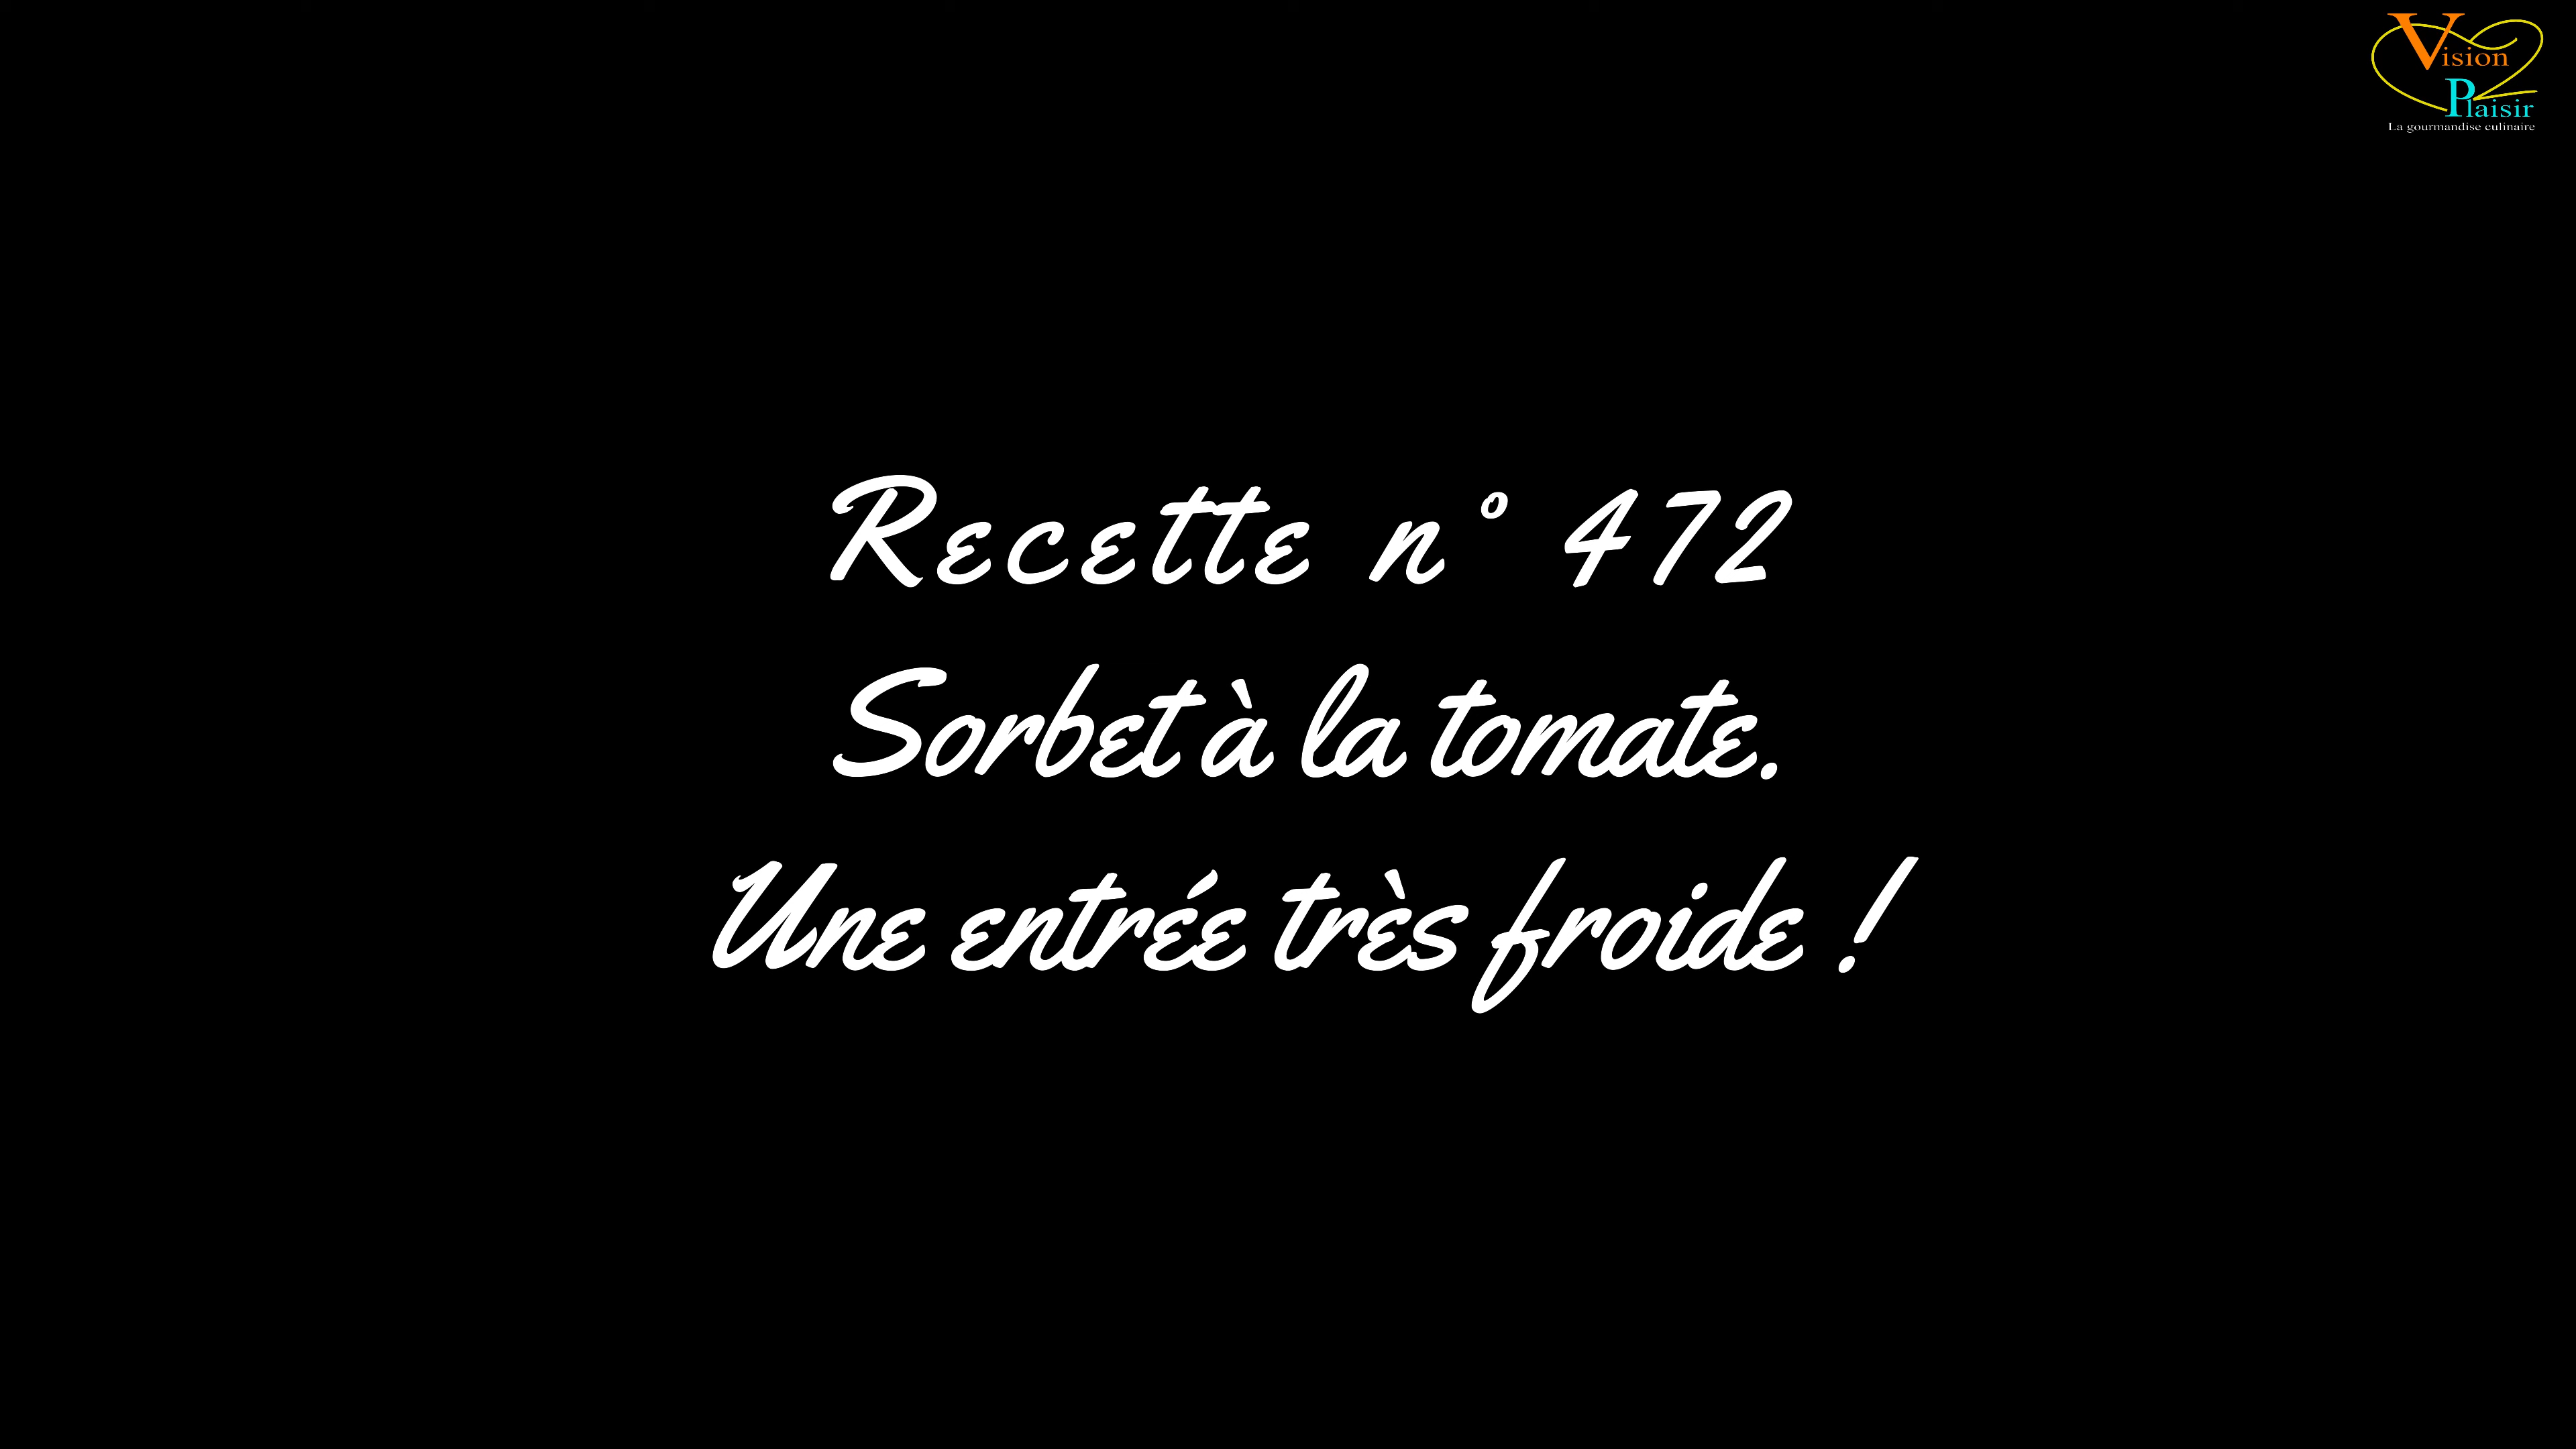 Vision
Plaisir
La gourmandise culinaire
Recette n° 472
Sorbet à la tomate.
Une entrée très froide !